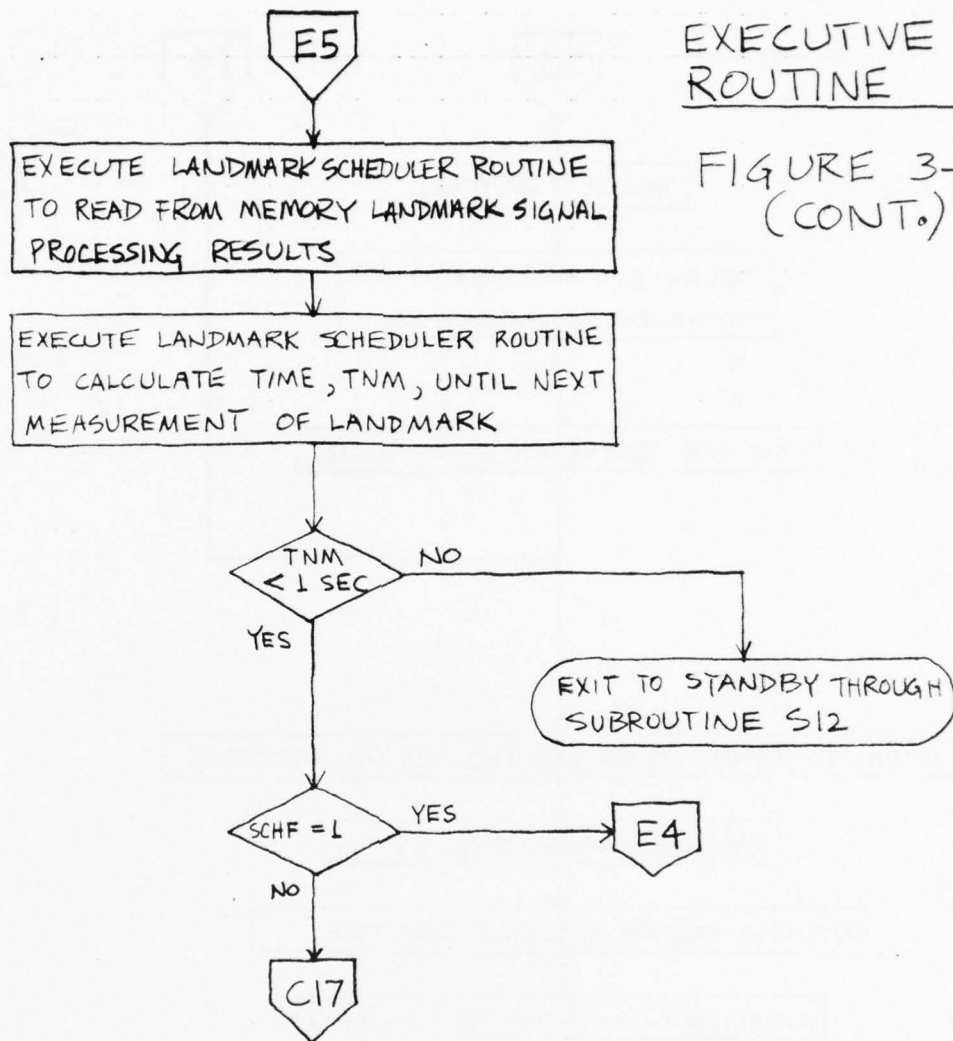 E5
EXECUTIVE
ROUTINE
FIGURE 3-
(CONT.)
EXECUTE LANDMARK SCHEDULER ROUTINE
TO READ FROM MEMORY LANDMARK SIGNAL
PROCESSING RESULTS
EXECUTE LANDMARK SCHEDULER ROUTINE
TO CALCULATE TIME, TNM, UNTIL NEXT
MEASUREMENT OF LANDMARK
TNM
< 1 SEC
NO
YES
EXIT TO STANDBY THROUGH
SUBROUTINE S12
SCHF = 1
YES
E4
NO
C17